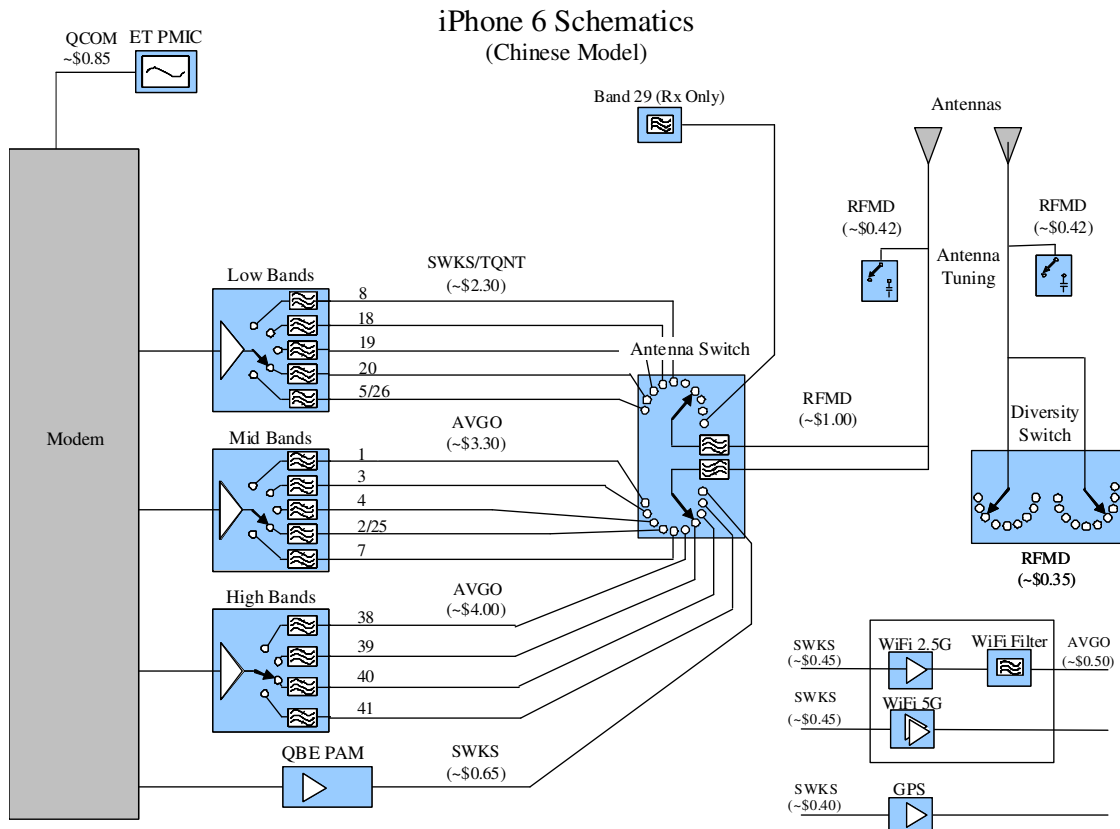 iPhone 6 Schematics
(Chinese Model)
QCOM
~$0.85
ET PMIC
Band 29 (Rx Only)
Antennas
RFMD
(~$0.42)
RFMD
(~$0.42)
Antenna
Tuning
Modem
Low Bands
SWKS/TQNT
(~$2.30)
8
18
19
20
5/26
Antenna Switch
RFMD
(~$1.00)
Diversity
Switch
RFMD
(~$0.35)
Mid Bands
AVGO
(~$3.30)
1
3
4
2/25
7
High Bands
AVGO
(~$4.00)
38
39
40
41
QBE PAM
SWKS
(~$0.65)
SWKS
(~$0.45)
WiFi 2.5G
WiFi Filter
AVGO
(~$0.50)
SWKS
(~$0.45)
WiFi 5G
SWKS
(~$0.40)
GPS